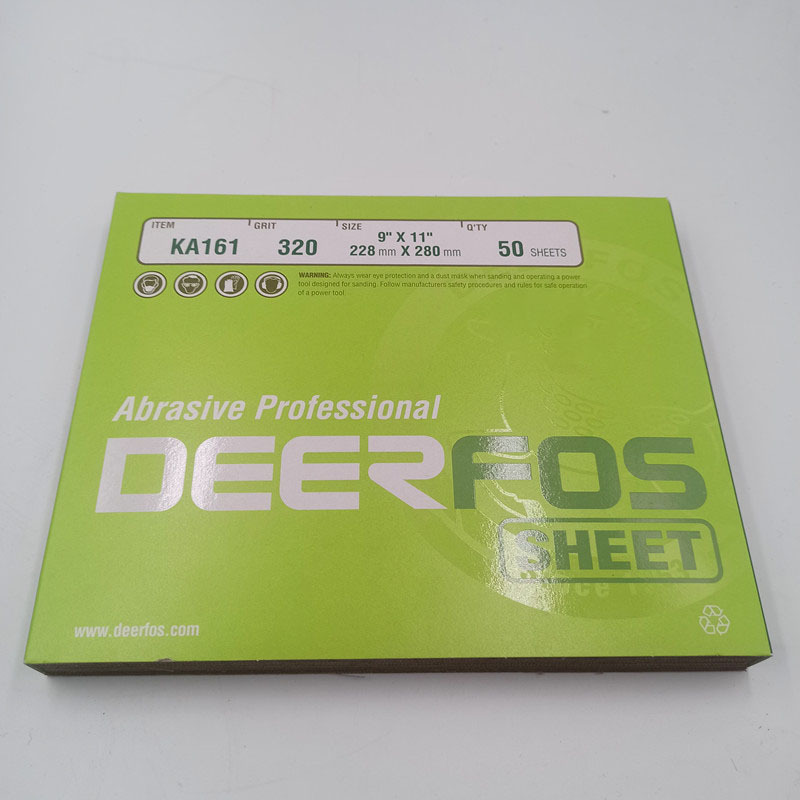 ITEM GRIT SIZE Q'TY
KA161 320 9" X 11" 50 SHEETS
228 mm X 280 mm
WARNING: Always wear eye protection and a dust mask when sanding and operating a power
tool designed for sanding. Follow manufacturers safety procedures and rules for safe operation
of a power tool.
Abrasive Professional
DEERFOS
SHEET
www.deerfos.com